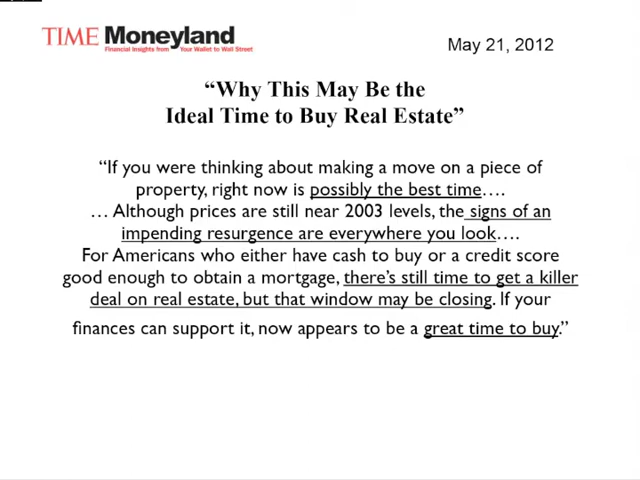 TIME Moneyland
Financial Insights from Your Wallet to Wall Street
May 21, 2012
“Why This May Be the
Ideal Time to Buy Real Estate”
“If you were thinking about making a move on a piece of
property, right now is possibly the best time….
… Although prices are still near 2003 levels, the signs of an
impending resurgence are everywhere you look….
For Americans who either have cash to buy or a credit score
good enough to obtain a mortgage, there’s still time to get a killer
deal on real estate, but that window may be closing. If your
finances can support it, now appears to be a great time to buy.”